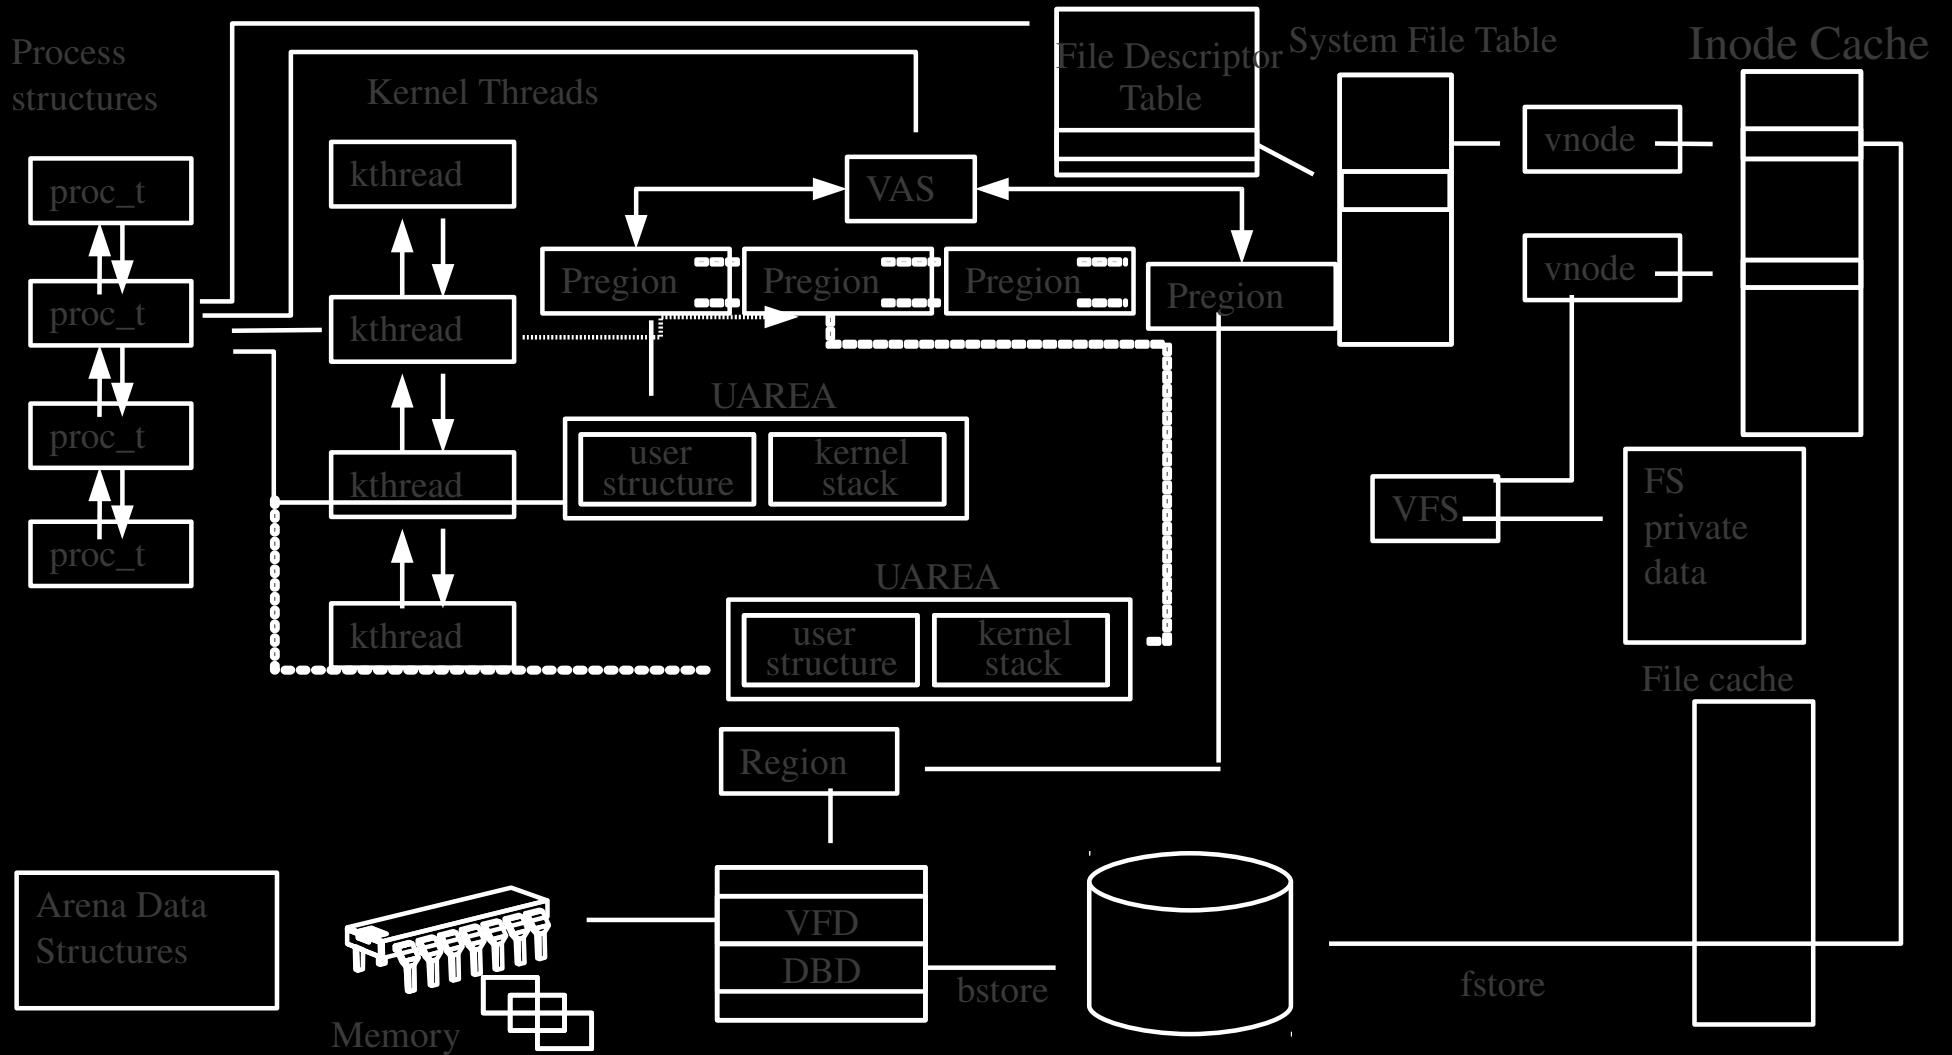 Process
structures
Kernel Threads
File Descriptor
Table
System File Table
Inode Cache
proc_t
proc_t
proc_t
proc_t
kthread
kthread
kthread
kthread
VAS
Pregion
Pregion
Pregion
Pregion
vnode
vnode
UAREA
user
structure
kernel
stack
UAREA
user
structure
kernel
stack
VFS
FS
private
data
File cache
Region
Arena Data
Structures
Memory
VFD
DBD
bstore
fstore